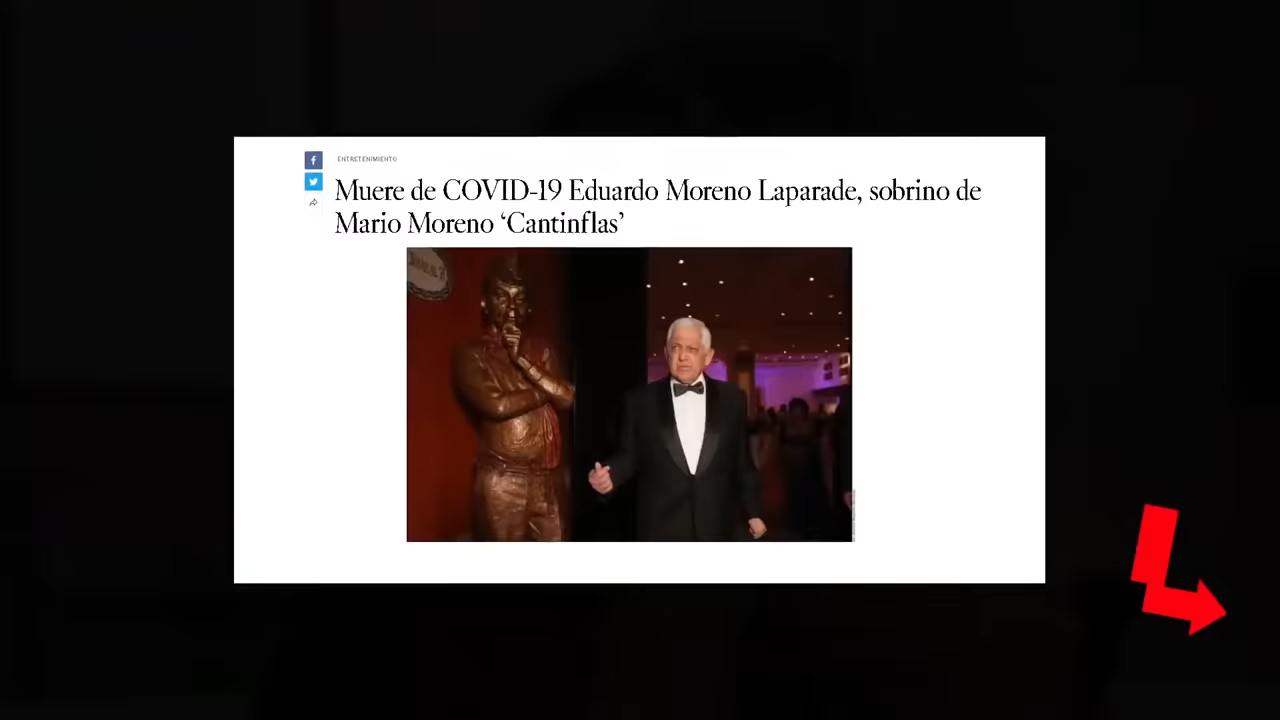 ENTRETENIMIENTO
Muere de COVID-19 Eduardo Moreno Laparade, sobrino de
Mario Moreno ‘Cantinflas’